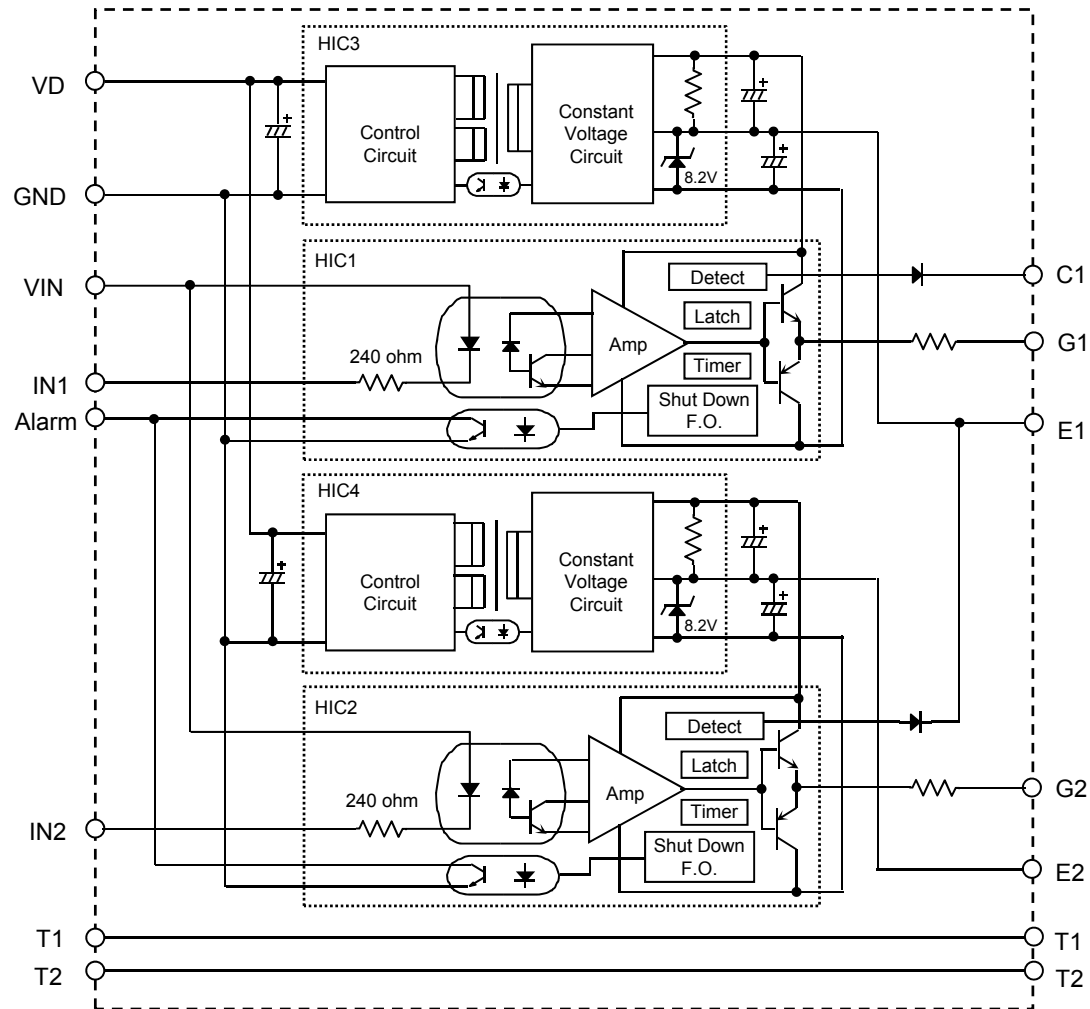 HIC3
VD
Control
Circuit
Constant
Voltage
Circuit
+
+
+
8.2V
GND
HIC1
VIN
Detect
C1
Latch
240 ohm
Amp
G1
Timer
IN1
Shut Down
F.O.
Alarm
E1
HIC4
Control
Circuit
Constant
Voltage
Circuit
+
+
+
8.2V
HIC2
Detect
Latch
240 ohm
Amp
G2
Timer
IN2
Shut Down
F.O.
E2
T1
T1
T2
T2